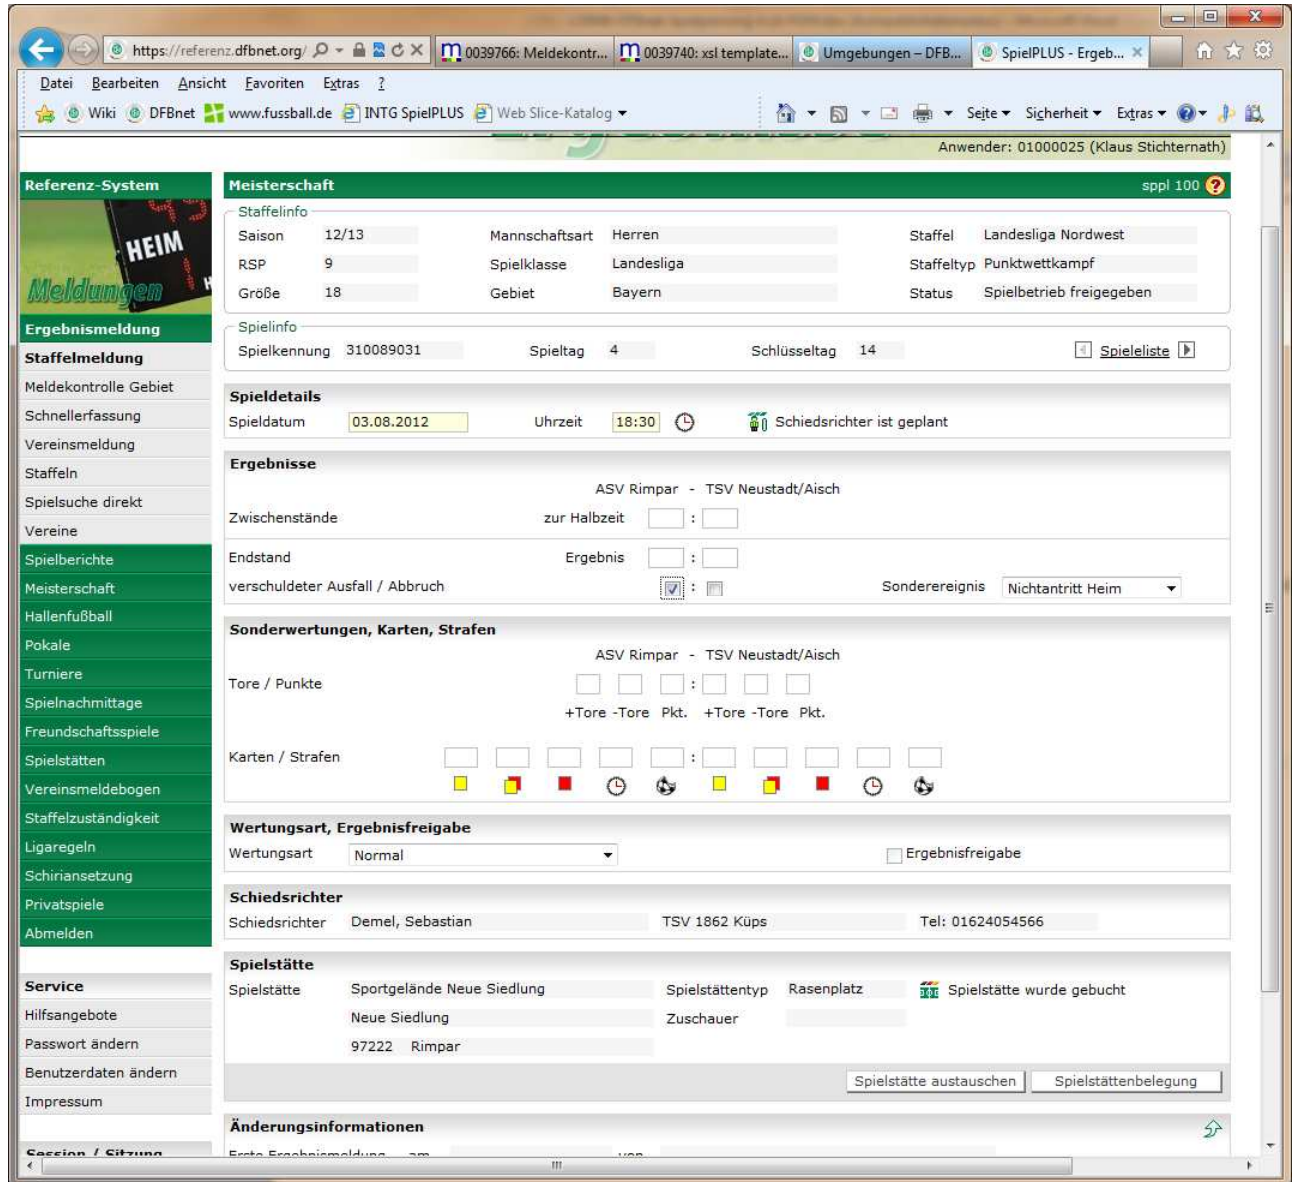 https://referenz.dfbnet.org/
0039766: Meldekontr...
0039740: xsl template...
Umgebungen – DFB...
SpielPLUS - Ergeb...
Datei Bearbeiten Ansicht Favoriten Extras ?
Wiki DFBnet www.fussball.de INTG SpielPLUS Web Slice-Katalog
Seite Sicherheit Extras
Anwender: 01000025 (Klaus Stichternath)
Referenz-System
HEIM
Meldungen
Ergebnismeldung
Staffelmeldung
Meldekontrolle Gebiet
Schnellerfassung
Vereinsmeldung
Staffeln
Spielsuche direkt
Vereine
Spielberichte
Meisterschaft
Hallenfußball
Pokale
Turniere
Spielnachmittage
Freundschaftsspiele
Spielstätten
Vereinsmeldebogen
Staffelzuständigkeit
Ligaregeln
Schiriansetzung
Privatspiele
Abmelden
Service
Hilfsangebote
Passwort ändern
Benutzerdaten ändern
Impressum
Session / Sitzung
Meisterschaft sppl 100 ?
Staffelinfo
Saison 12/13 Mannschaftsart Herren Staffel Landesliga Nordwest
RSP 9 Spielklasse Landesliga Staffeltyp Punktwettkampf
Größe 18 Gebiet Bayern Status Spielbetrieb freigegeben
Spielinfo
Spielkennung 310089031 Spieltag 4 Schlüsseltag 14 Spieleliste
Spieldetails
Spieldatum 03.08.2012 Uhrzeit 18:30 Schiedsrichter ist geplant
Ergebnisse
ASV Rimpar - TSV Neustadt/Aisch
Zwischenstände zur Halbzeit :
Endstand Ergebnis :
verschuldeter Ausfall / Abbruch : Sonderereignis Nichtantritt Heim
Sonderwertungen, Karten, Strafen
ASV Rimpar - TSV Neustadt/Aisch
Tore / Punkte :
+Tore -Tore Pkt. +Tore -Tore Pkt.
Karten / Strafen :
Wertungsart, Ergebnisfreigabe
Wertungsart Normal Ergebnisfreigabe
Schiedsrichter
Schiedsrichter Demel, Sebastian TSV 1862 Küps Tel: 01624054566
Spielstätte
Spielstätte Sportgelände Neue Siedlung Spielstättentyp Rasenplatz Spielstätte wurde gebucht
Neue Siedlung Zuschauer
97222 Rimpar
Spielstätte austauschen Spielstättenbelegung
Änderungsinformationen
Erste Ergebnismeldung am von